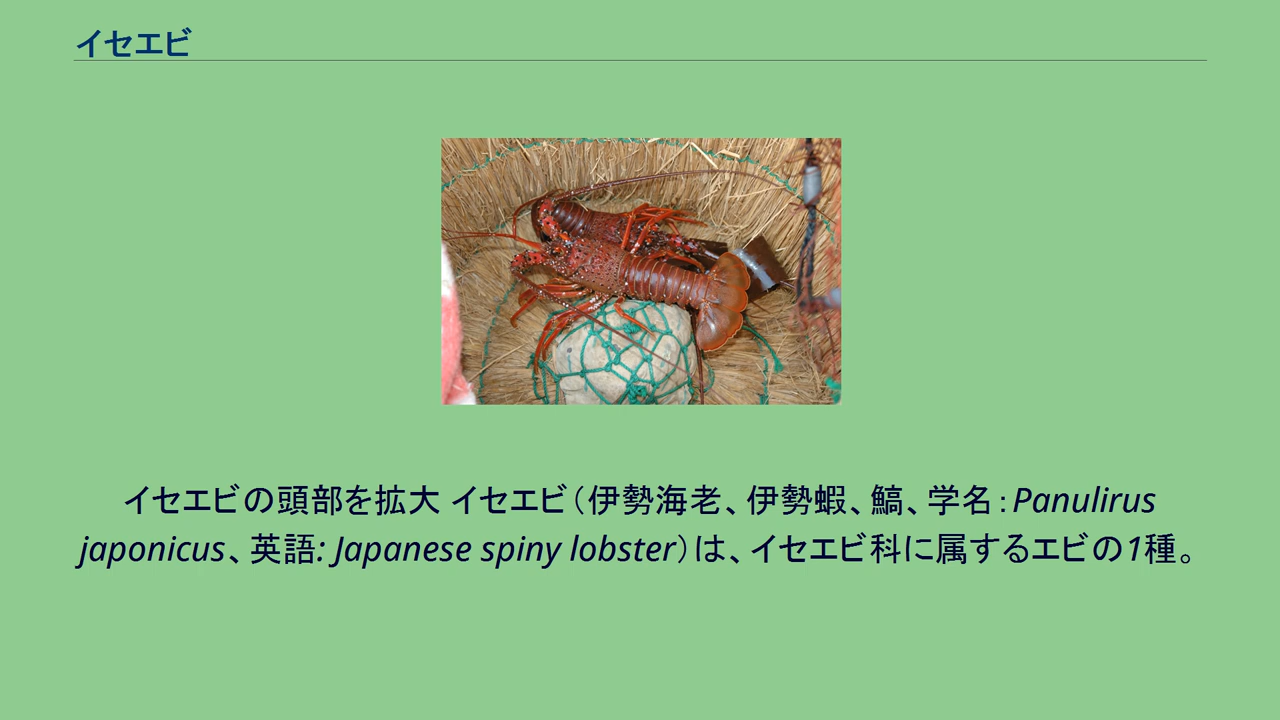 イセエビ
イセエビの頭部を拡大 イセエビ（伊勢海老、伊勢蝦、鰝、学名：Panulirus
japonicus、英語: Japanese spiny lobster）は、イセエビ科に属するエビの1種。